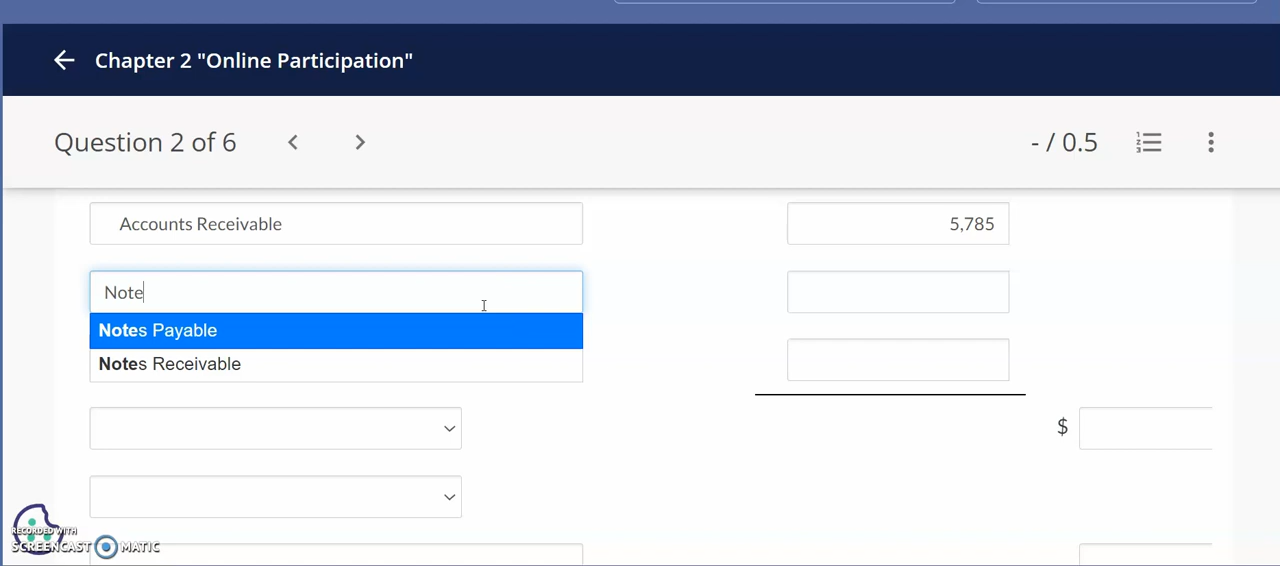 Chapter 2 "Online Participation"
Question 2 of 6
- / 0.5
Accounts Receivable
5,785
Note
Notes Payable
Notes Receivable
$
RECORDED WITH
SCREENCAST MATIC